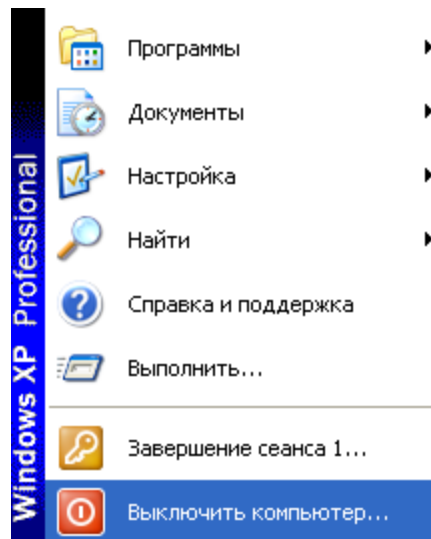 Программы
Документы
Настройка
Найти
Справка и поддержка
Выполнить...
Завершение сеанса 1...
Выключить компьютер...
Windows XP Professional